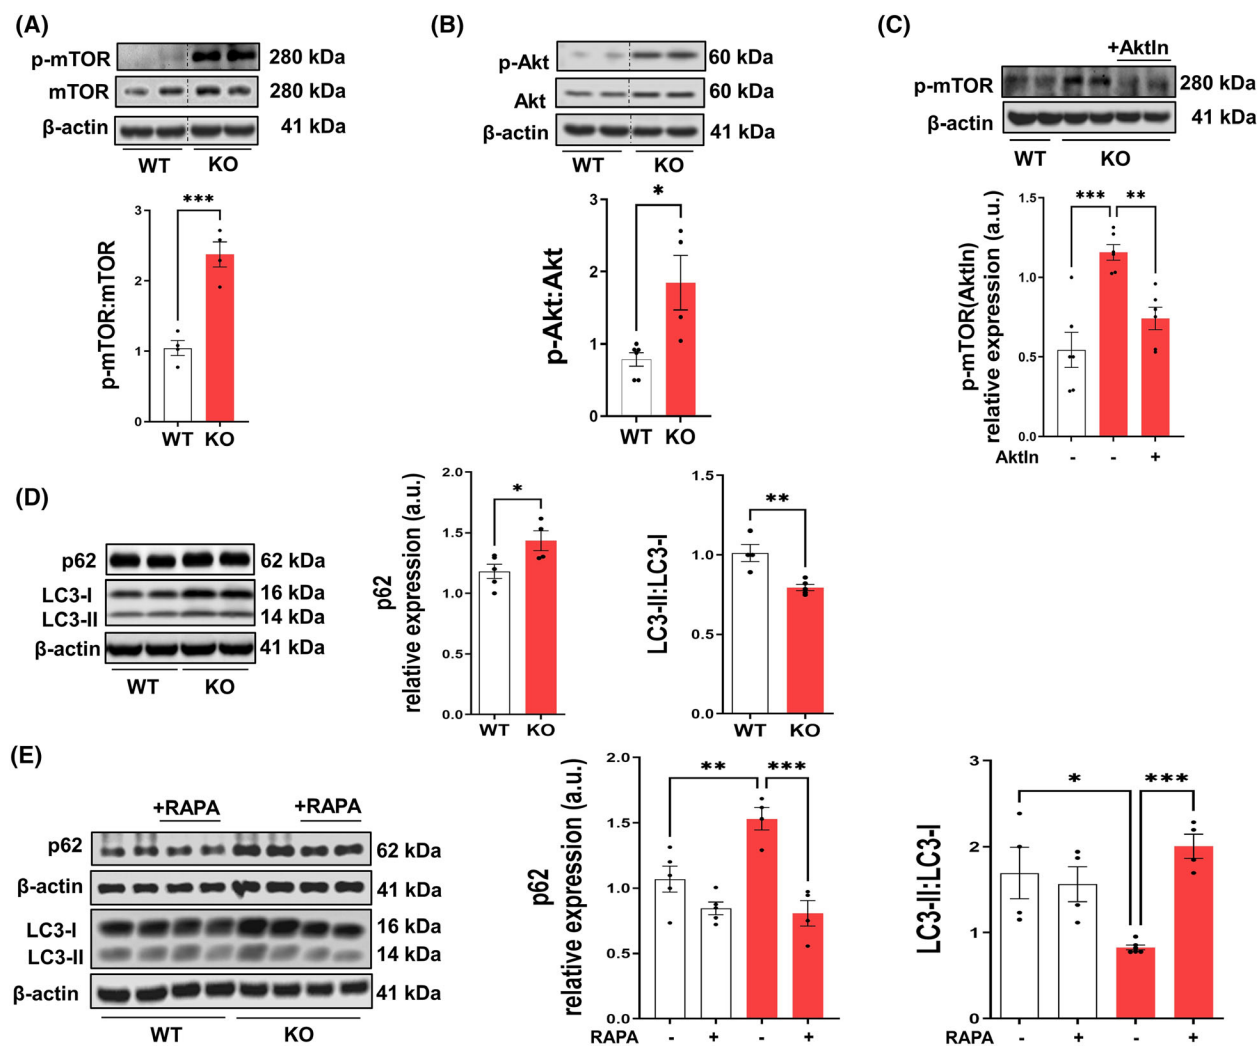 (A)
p-mTOR 280 kDa
mTOR 280 kDa
β-actin 41 kDa
WT KO
***
p-mTOR:mTOR
3
2
1
0
WT KO
(B)
p-Akt 60 kDa
Akt 60 kDa
β-actin 41 kDa
WT KO
*
p-Akt:Akt
3
2
1
0
WT KO
(C)
+AktIn
p-mTOR 280 kDa
β-actin 41 kDa
WT KO
*** **
p-mTOR(AktIn)
relative expression (a.u.)
1.5
1.0
0.5
0.0
AktIn - - +
(D)
p62 62 kDa
LC3-I 16 kDa
LC3-II 14 kDa
β-actin 41 kDa
WT KO
*
p62
relative expression (a.u.)
2.0
1.5
1.0
0.5
0.0
WT KO
**
LC3-II:LC3-I
1.5
1.0
0.5
0.0
WT KO
(E)
+RAPA +RAPA
p62 62 kDa
β-actin 41 kDa
LC3-I 16 kDa
LC3-II 14 kDa
β-actin 41 kDa
WT KO
** ***
p62
relative expression (a.u.)
2.0
1.5
1.0
0.5
0.0
RAPA - + - +
* ***
LC3-II:LC3-I
3
2
1
0
RAPA - + - +